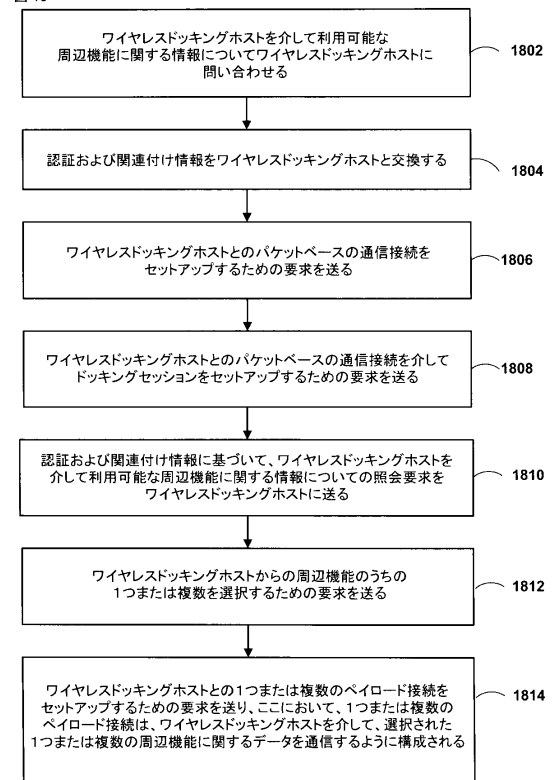 ワイヤレスドッキングホストを介して利用可能な
周辺機能に関する情報についてワイヤレスドッキングホストに
問い合わせる
1802
認証および関連付け情報をワイヤレスドッキングホストと交換する
1804
ワイヤレスドッキングホストとのパケットベースの通信接続を
セットアップするための要求を送る
1806
ワイヤレスドッキングホストとのパケットベースの通信接続を介して
ドッキングセッションをセットアップするための要求を送る
1808
認証および関連付け情報に基づいて、ワイヤレスドッキングホストを
介して利用可能な周辺機能に関する情報についての照会要求を
ワイヤレスドッキングホストに送る
1810
ワイヤレスドッキングホストからの周辺機能のうちの
1つまたは複数を選択するための要求を送る
1812
ワイヤレスドッキングホストとの1つまたは複数のペイロード接続を
セットアップするための要求を送り、ここにおいて、1つまたは複数の
ペイロード接続は、ワイヤレスドッキングホストを介して、選択された
1つまたは複数の周辺機能に関するデータを通信するように構成される
1814